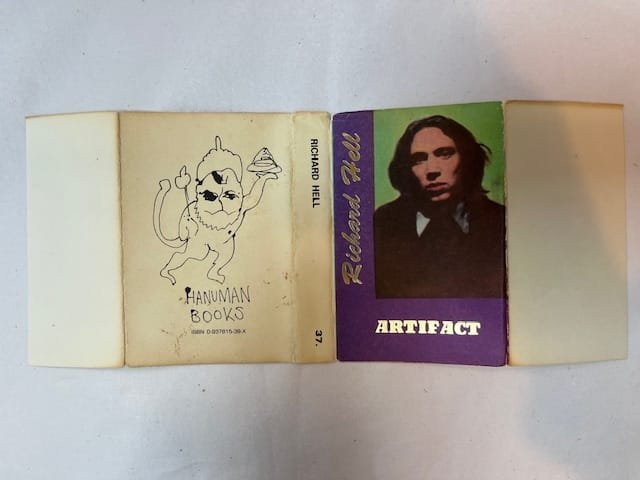 HANUMAN
BOOKS
ISBN 0-937815-39-X
RICHARD HELL
37.
Richard Hell
ARTIFACT